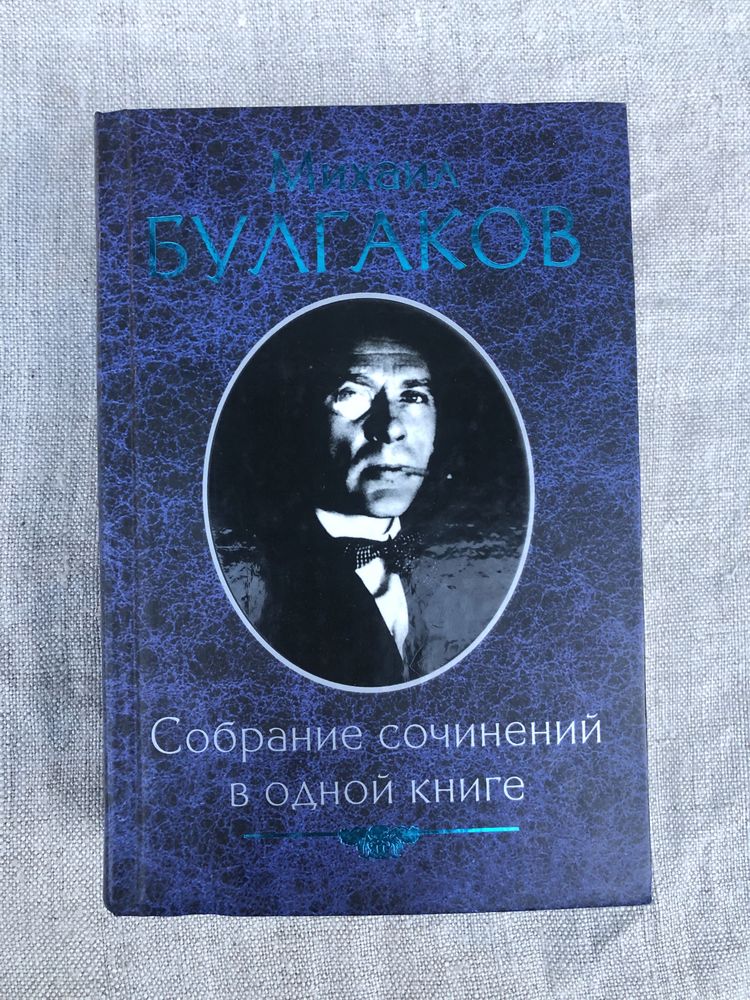 Михаил
БУЛГАКОВ
Собрание сочинений
в одной книге